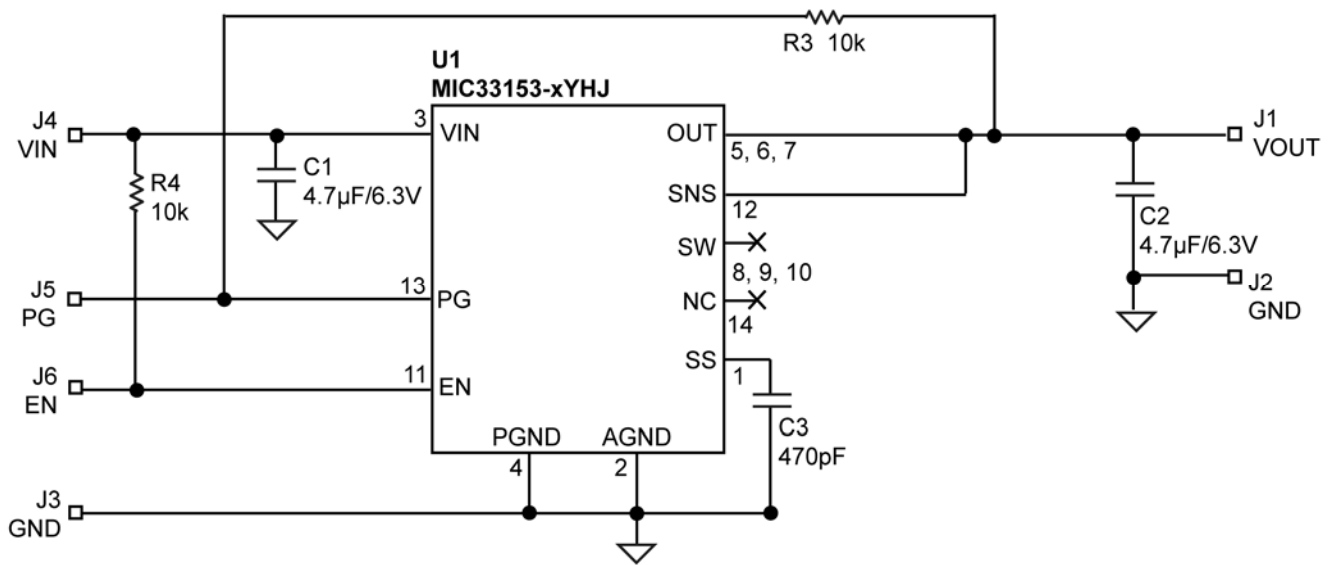 R3 10k
U1
MIC33153-xYHJ
J4
VIN
3
VIN
OUT
5, 6, 7
J1
VOUT
R4
10k
C1
4.7µF/6.3V
SNS
12
C2
4.7µF/6.3V
SW
8, 9, 10
J5
PG
13
PG
NC
14
J2
GND
J6
EN
11
EN
SS
1
C3
470pF
PGND
4
AGND
2
J3
GND